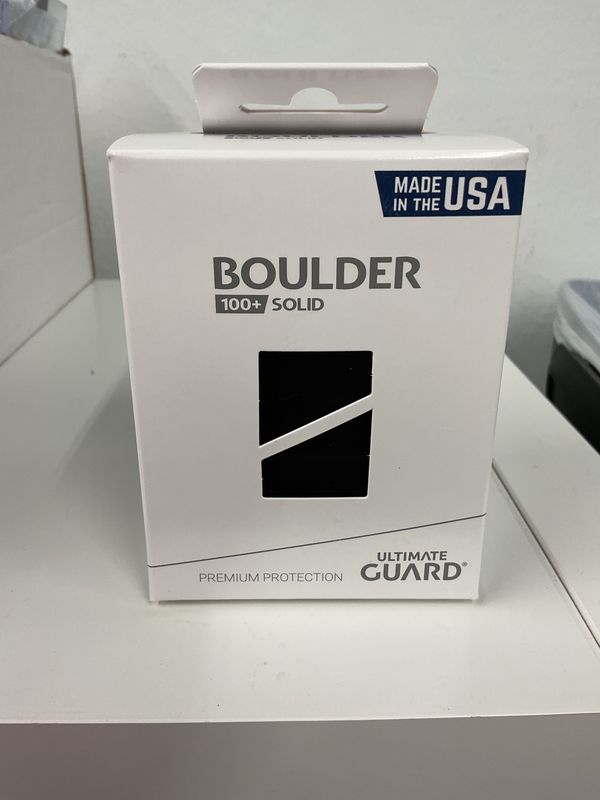 MADE
IN THE USA
BOULDER
100+ SOLID
PREMIUM PROTECTION
ULTIMATE
GUARD®